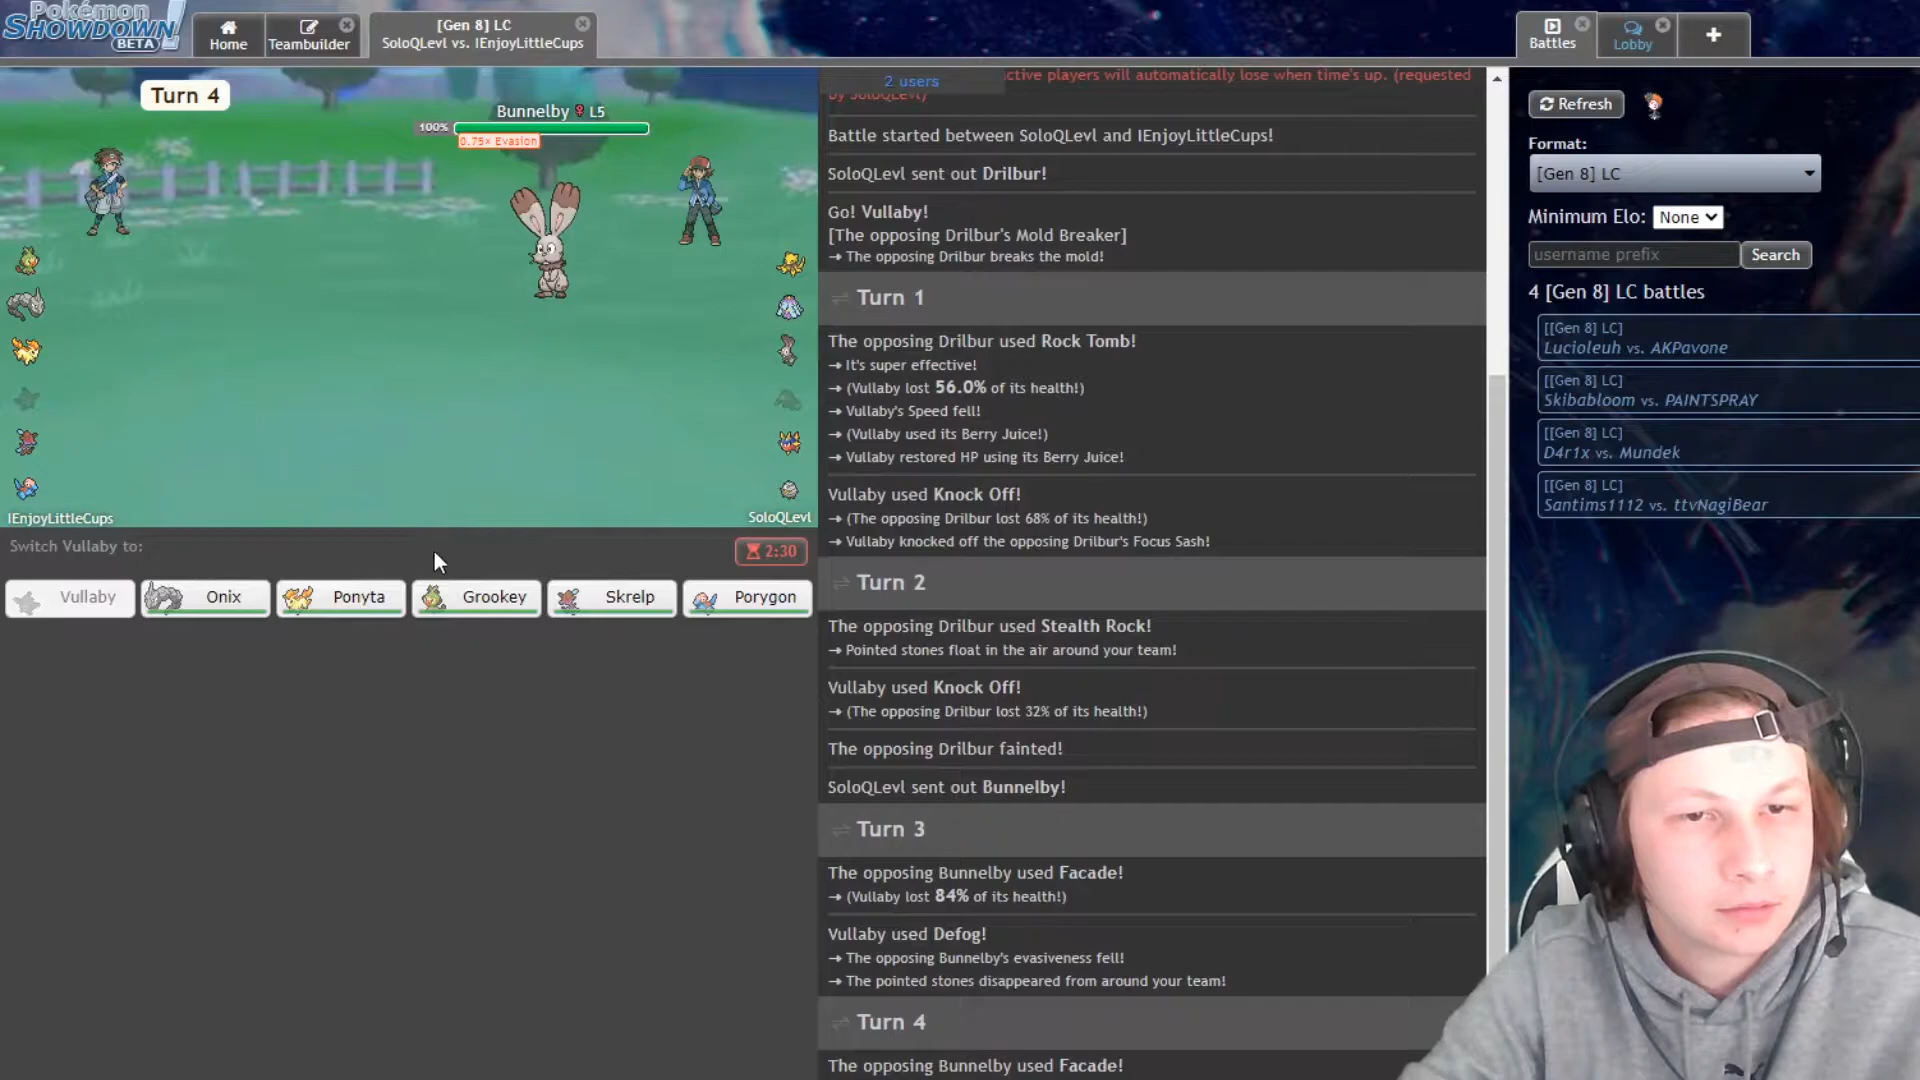 Pokémon
SHOWDOWN!
BETA
Home
Teambuilder
[Gen 8] LC
SoloQLevl vs. IEnjoyLittleCups
Battles
Lobby
+
Turn 4
Bunnelby L5
100%
0.75× Evasion
IEnjoyLittleCups
SoloQLevl
Switch Vullaby to:
2:30
Vullaby
Onix
Ponyta
Grookey
Skrelp
Porygon
2 users
ctive players will automatically lose when time's up. (requested
by SoloQLevl)
Battle started between SoloQLevl and IEnjoyLittleCups!
SoloQLevl sent out Drilbur!
Go! Vullaby!
[The opposing Drilbur's Mold Breaker]
→ The opposing Drilbur breaks the mold!
Turn 1
The opposing Drilbur used Rock Tomb!
→ It's super effective!
→ (Vullaby lost 56.0% of its health!)
→ Vullaby's Speed fell!
→ (Vullaby used its Berry Juice!)
→ Vullaby restored HP using its Berry Juice!
Vullaby used Knock Off!
→ (The opposing Drilbur lost 68% of its health!)
→ Vullaby knocked off the opposing Drilbur's Focus Sash!
Turn 2
The opposing Drilbur used Stealth Rock!
→ Pointed stones float in the air around your team!
Vullaby used Knock Off!
→ (The opposing Drilbur lost 32% of its health!)
The opposing Drilbur fainted!
SoloQLevl sent out Bunnelby!
Turn 3
The opposing Bunnelby used Facade!
→ (Vullaby lost 84% of its health!)
Vullaby used Defog!
→ The opposing Bunnelby's evasiveness fell!
→ The pointed stones disappeared from around your team!
Turn 4
The opposing Bunnelby used Facade!
Refresh
Format:
[Gen 8] LC
Minimum Elo: None
username prefix
Search
4 [Gen 8] LC battles
[[Gen 8] LC]
Lucioleuh vs. AKPavone
[[Gen 8] LC]
Skibabloom vs. PAINTSPRAY
[[Gen 8] LC]
D4r1x vs. Mundek
[[Gen 8] LC]
Santims1112 vs. ttvNagiBear